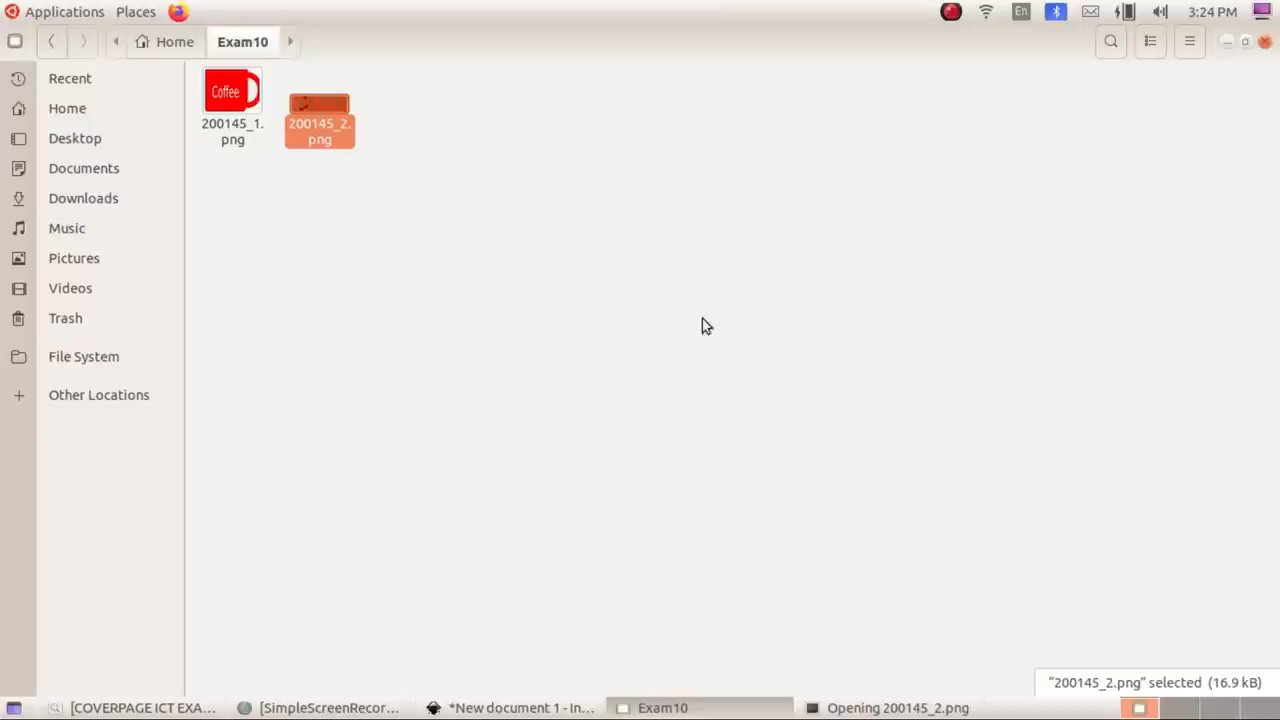 Applications Places En 3:24 PM
Home Exam10
Recent
Home
Desktop
Documents
Downloads
Music
Pictures
Videos
Trash
File System
Other Locations
Coffee
200145_1.
png
200145_2.
png
"200145_2.png" selected (16.9 kB)
[COVERPAGE ICT EXA... [SimpleScreenRecor... *New document 1 - In... Exam10 Opening 200145_2.png